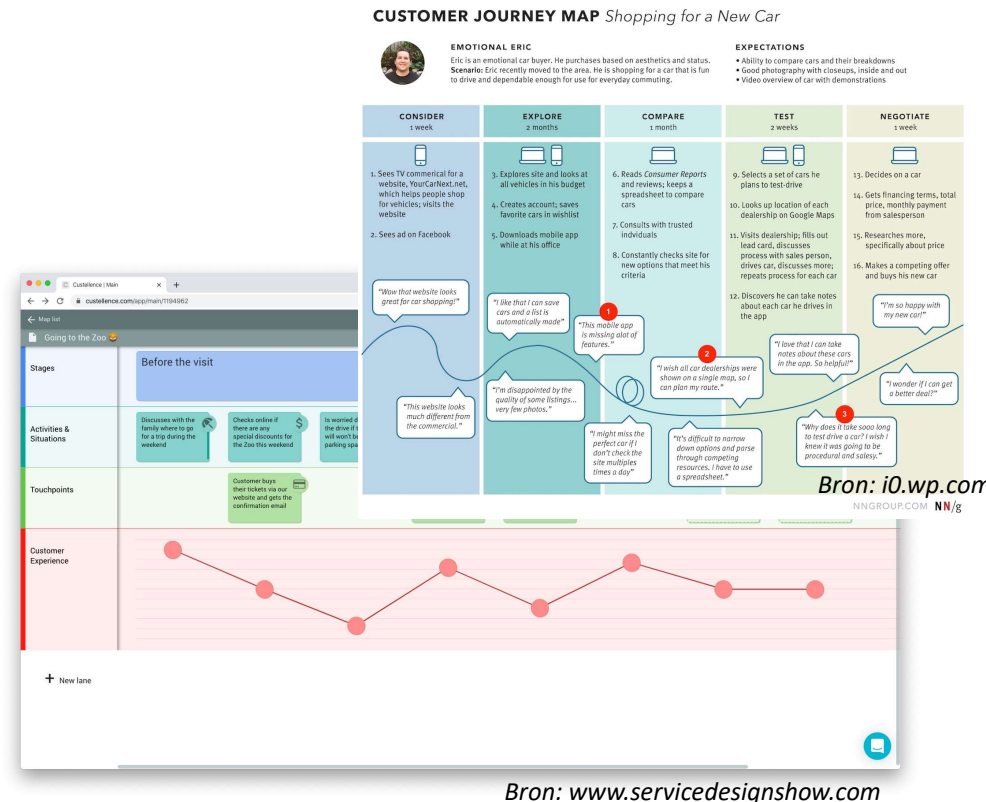 CUSTOMER JOURNEY MAP Shopping for a New Car
EMOTIONAL ERIC
Eric is an emotional car buyer. He purchases based on aesthetics and status.
Scenario: Eric recently moved to the area. He is shopping for a car that is fun
to drive and dependable enough for use for everyday commuting.
EXPECTATIONS
• Ability to compare cars and their breakdowns
• Good photography with closeups, inside and out
• Video overview of car with demonstrations
CONSIDER
1 week
EXPLORE
2 months
COMPARE
1 month
TEST
2 weeks
NEGOTIATE
1 week
1. Sees TV commerical for a
website, YourCarNext.net,
which helps people shop
for vehicles; visits the
website
2. Sees ad on Facebook
3. Explores site and looks at
all vehicles in his budget
4. Creates account; saves
favorite cars in wishlist
5. Downloads mobile app
while at his office
6. Reads Consumer Reports
and reviews; keeps a
spreadsheet to compare
cars
7. Consults with trusted
indviduals
8. Constantly checks site for
new options that meet his
criteria
9. Selects a set of cars he
plans to test-drive
10. Looks up location of each
dealership on Google Maps
11. Visits dealership; fills out
lead card, discusses
process with sales person,
drives car, discusses more;
repeats process for each car
12. Discovers he can take notes
about each car he drives in
the app
13. Decides on a car
14. Gets financing terms, total
price, monthly payment
from salesperson
15. Researches more,
specifically about price
16. Makes a competing offer
and buys his new car
"Wow that website looks
great for car shopping!"
"This website looks
much different from
the commercial."
"I like that I can save
cars and a list is
automatically made"
"I'm disappointed by the
quality of some listings...
very few photos."
1
"This mobile app
is missing alot of
features."
"I might miss the
perfect car if I
don't check the
site multiples
times a day"
2
"I wish all car dealerships were
shown on a single map, so I
can plan my route."
"It's difficult to narrow
down options and parse
through competing
resources. I have to use
a spreadsheet."
"I love that I can take
notes about these cars
in the app. So helpful!"
3
"Why does it take sooo long
to test drive a car? I wish I
knew it was going to be
procedural and salesy."
"I'm so happy with
my new car!"
"I wonder if I can get
a better deal?"
Bron: i0.wp.com
NNGROUP.COM NN/g
Custellence | Main
custellence.com/app/main/1194962
Map list
Going to the Zoo
Stages
Before the visit
Activities &
Situations
Discusses with the
family where to go
for a trip during the
weekend
Checks online if
there are any
special discounts for
the Zoo this weekend
Is worried
the drive if
will won't b
parking spa
Touchpoints
Customer buys
their tickets via our
website and gets the
confirmation email
Customer
Experience
+ New lane
Bron: www.servicedesignshow.com